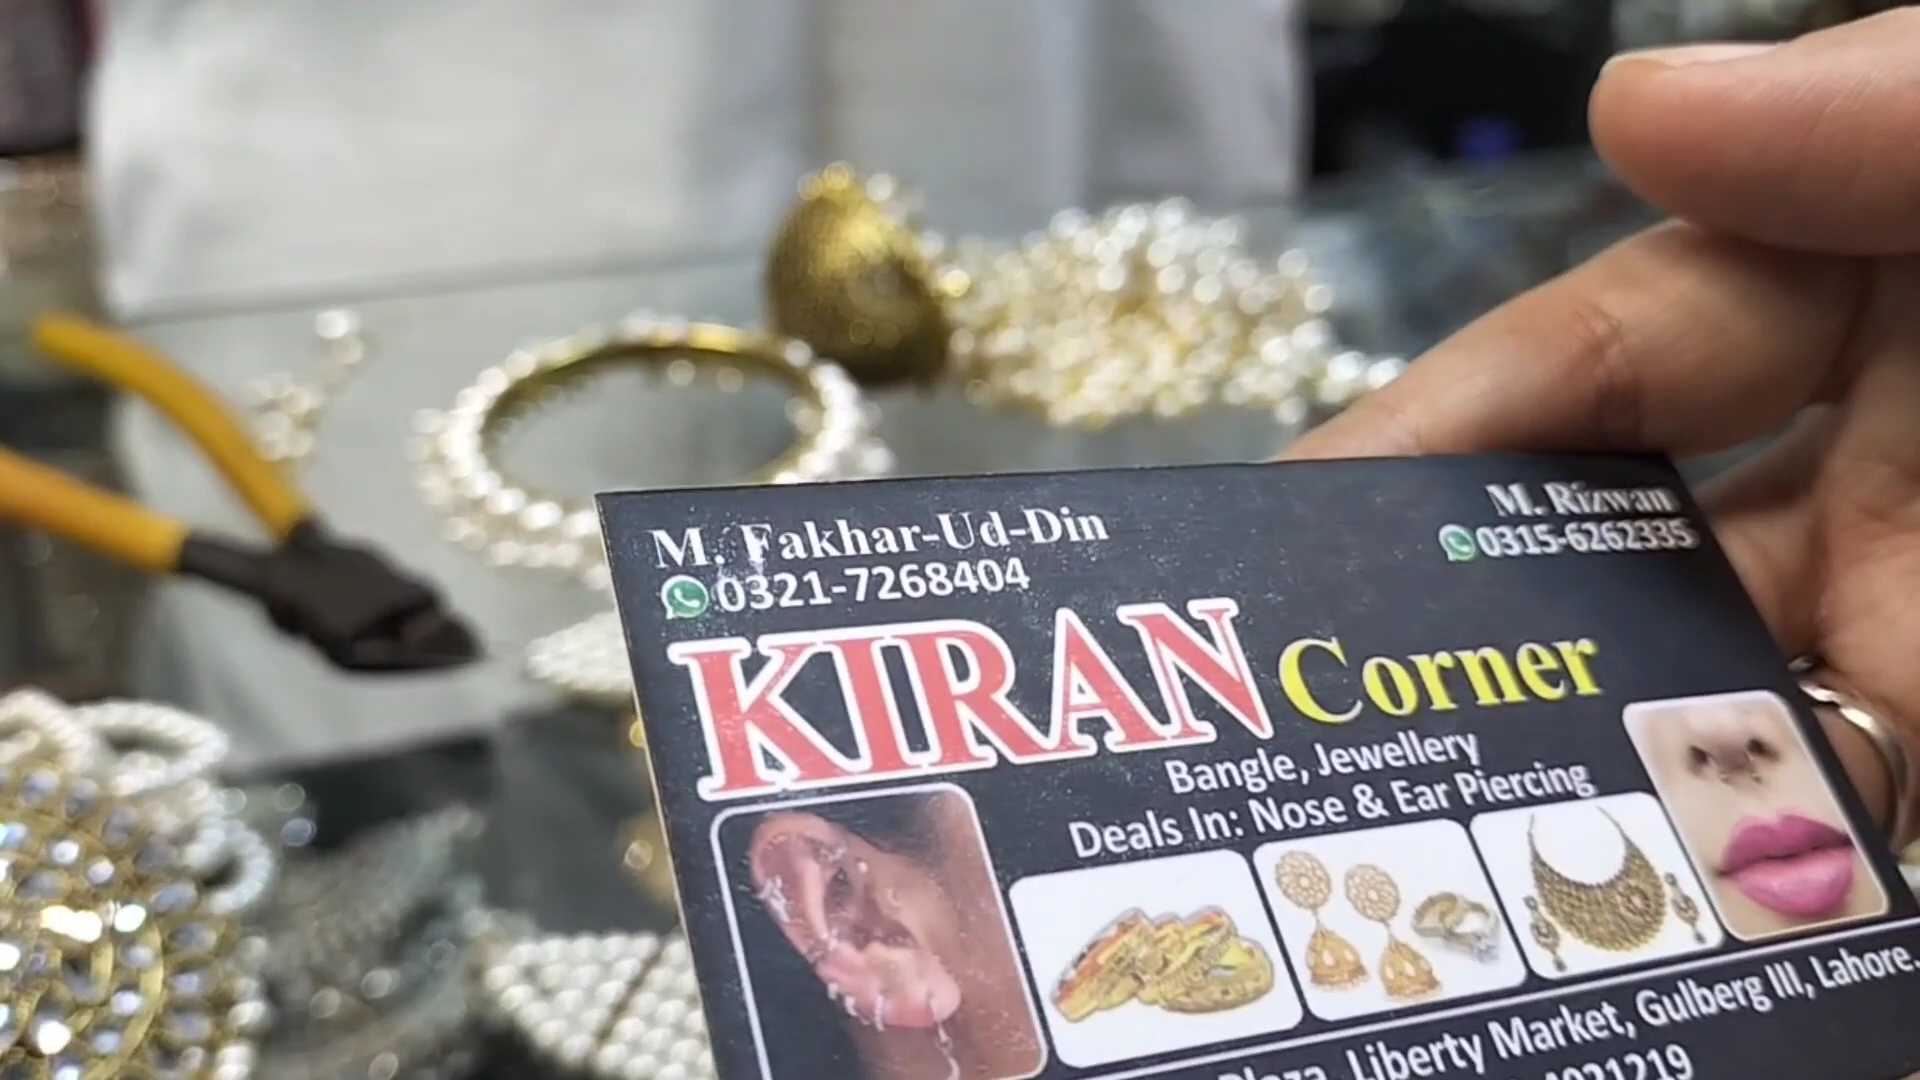 M. Fakhar-Ud-Din
0321-7268404
M. Rizwan
0315-6262335
KIRAN Corner
Bangle, Jewellery
Deals In: Nose & Ear Piercing
Plaza, Liberty Market, Gulberg III, Lahore.
4021219